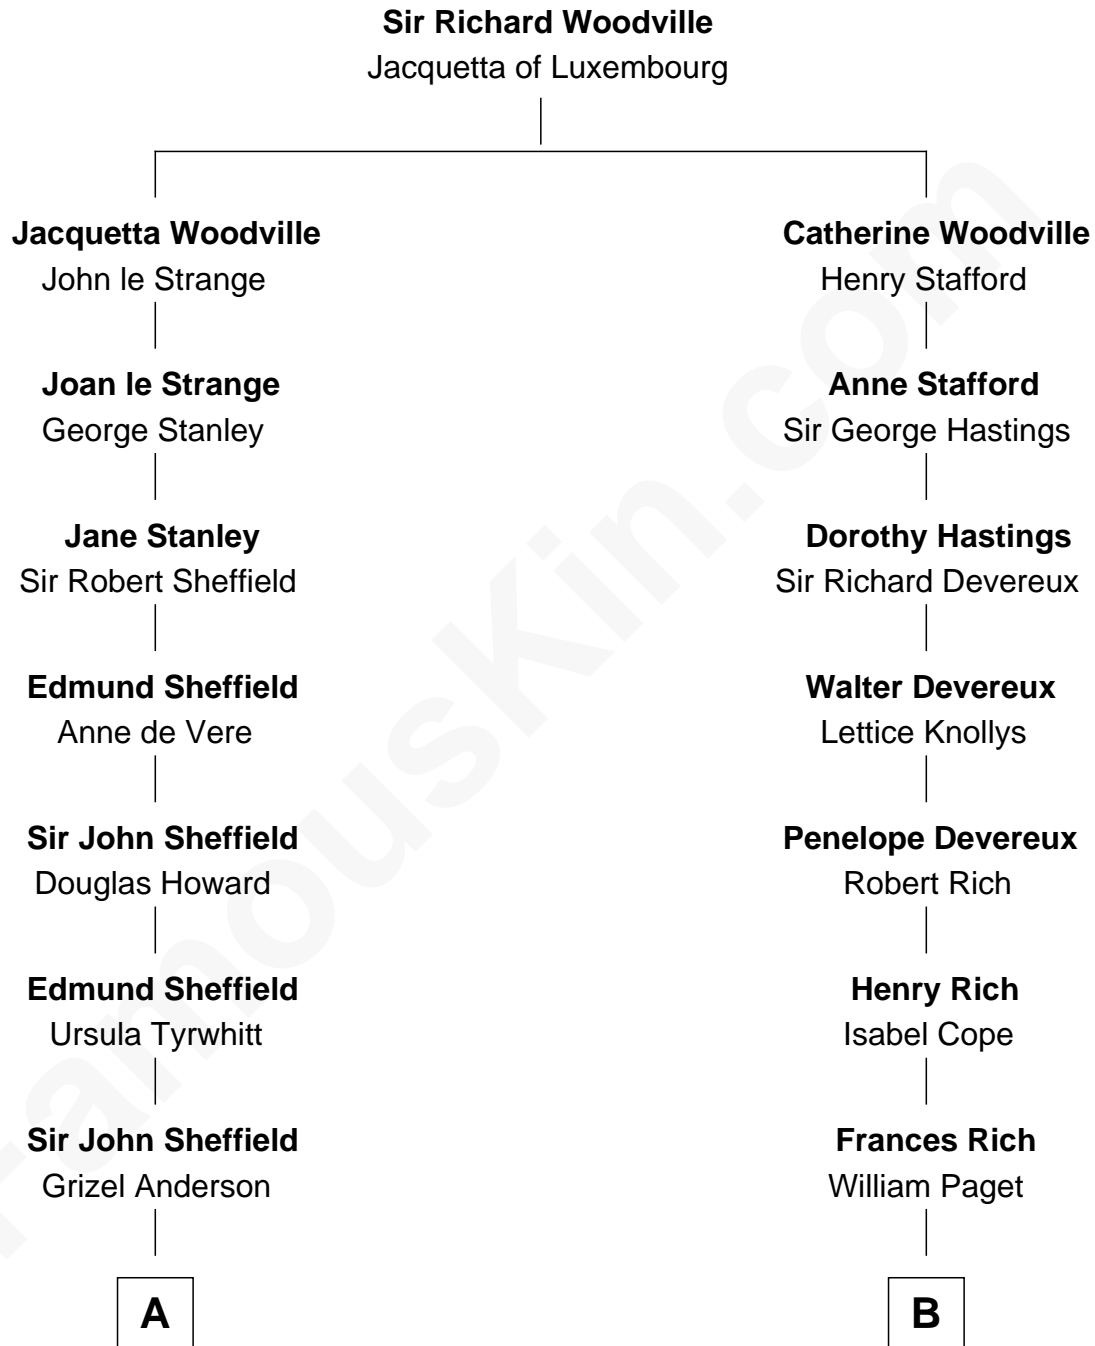 Sir Richard Woodville
Jacquetta of Luxembourg
Jacquetta Woodville
John le Strange
Catherine Woodville
Henry Stafford
Joan le Strange
George Stanley
Anne Stafford
Sir George Hastings
Jane Stanley
Sir Robert Sheffield
Dorothy Hastings
Sir Richard Devereux
Edmund Sheffield
Anne de Vere
Walter Devereux
Lettice Knollys
Sir John Sheffield
Douglas Howard
Penelope Devereux
Robert Rich
Edmund Sheffield
Ursula Tyrwhitt
Henry Rich
Isabel Cope
Sir John Sheffield
Grizel Anderson
Frances Rich
William Paget
A
B
FamousKin.com